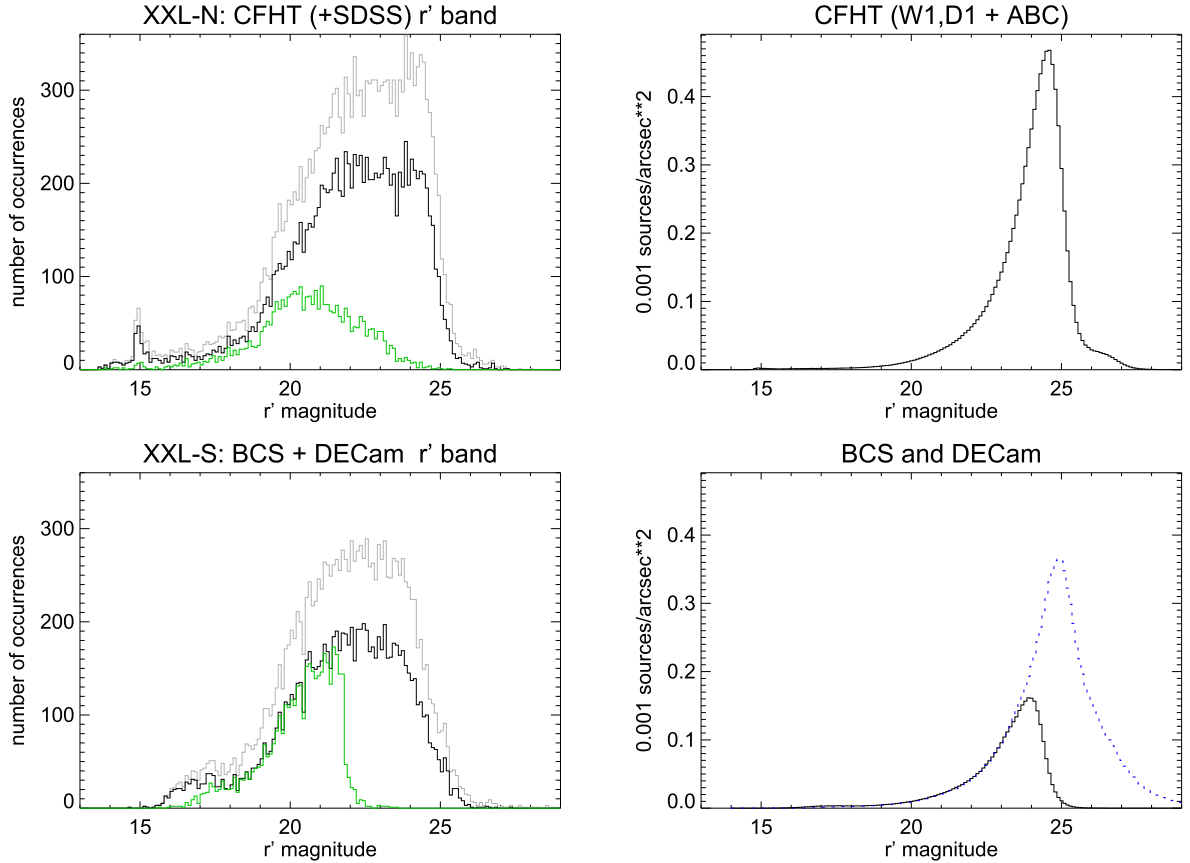 XXL-N: CFHT (+SDSS) r’ band
number of occurrences
300
200
100
0
15 20 25
r’ magnitude
CFHT (W1,D1 + ABC)
0.001 sources/arcsec**2
0.4
0.3
0.2
0.1
0.0
15 20 25
r’ magnitude
XXL-S: BCS + DECam r’ band
number of occurrences
300
200
100
0
15 20 25
r’ magnitude
BCS and DECam
0.001 sources/arcsec**2
0.4
0.3
0.2
0.1
0.0
15 20 25
r’ magnitude